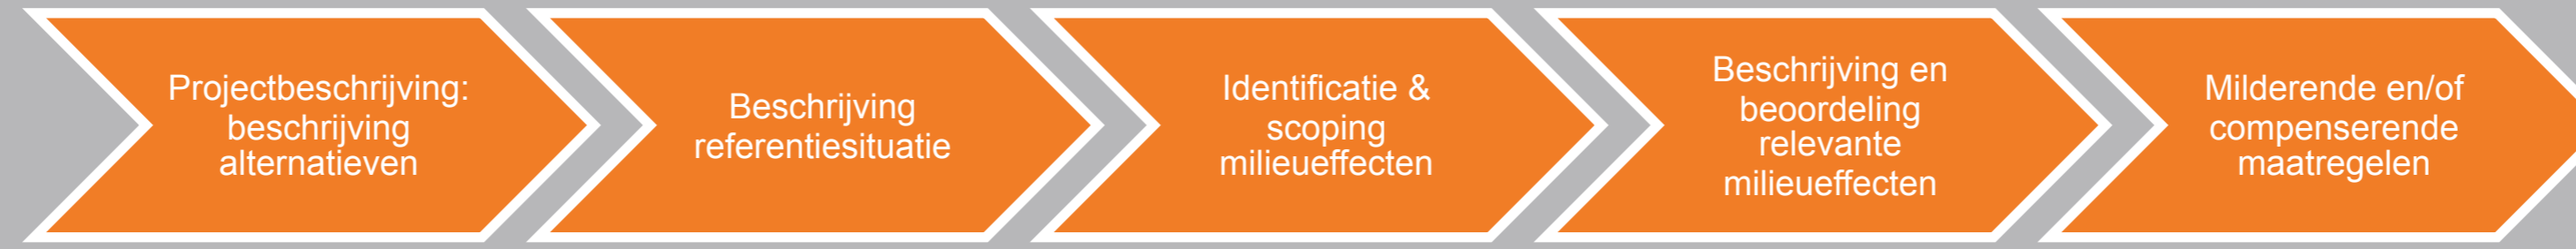 Projectbeschrijving:
beschrijving
alternatieven
Beschrijving
referentiesituatie
Identificatie &
scoping
milieueffecten
Beschrijving en
beoordeling
relevante
milieueffecten
Milderende en/of
compenserende
maatregelen